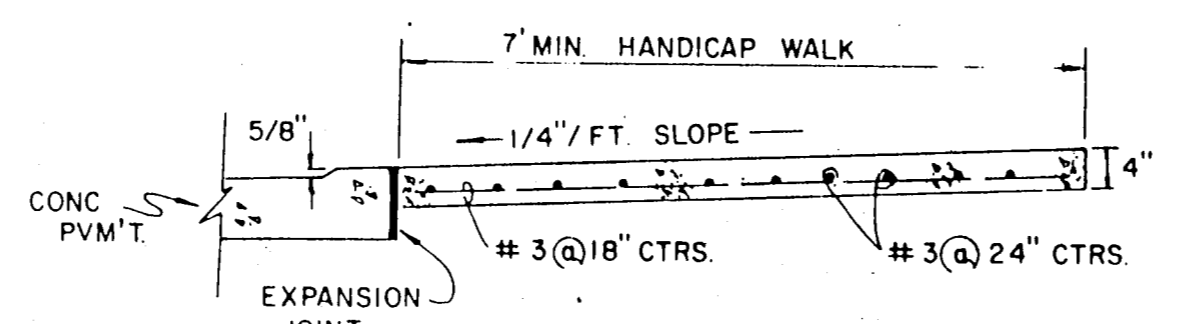 7' MIN. HANDICAP WALK
5/8"
1/4"/FT. SLOPE
4"
CONC
PVM'T.
# 3 @ 18" CTRS.
# 3 @ 24" CTRS.
EXPANSION
JOINT